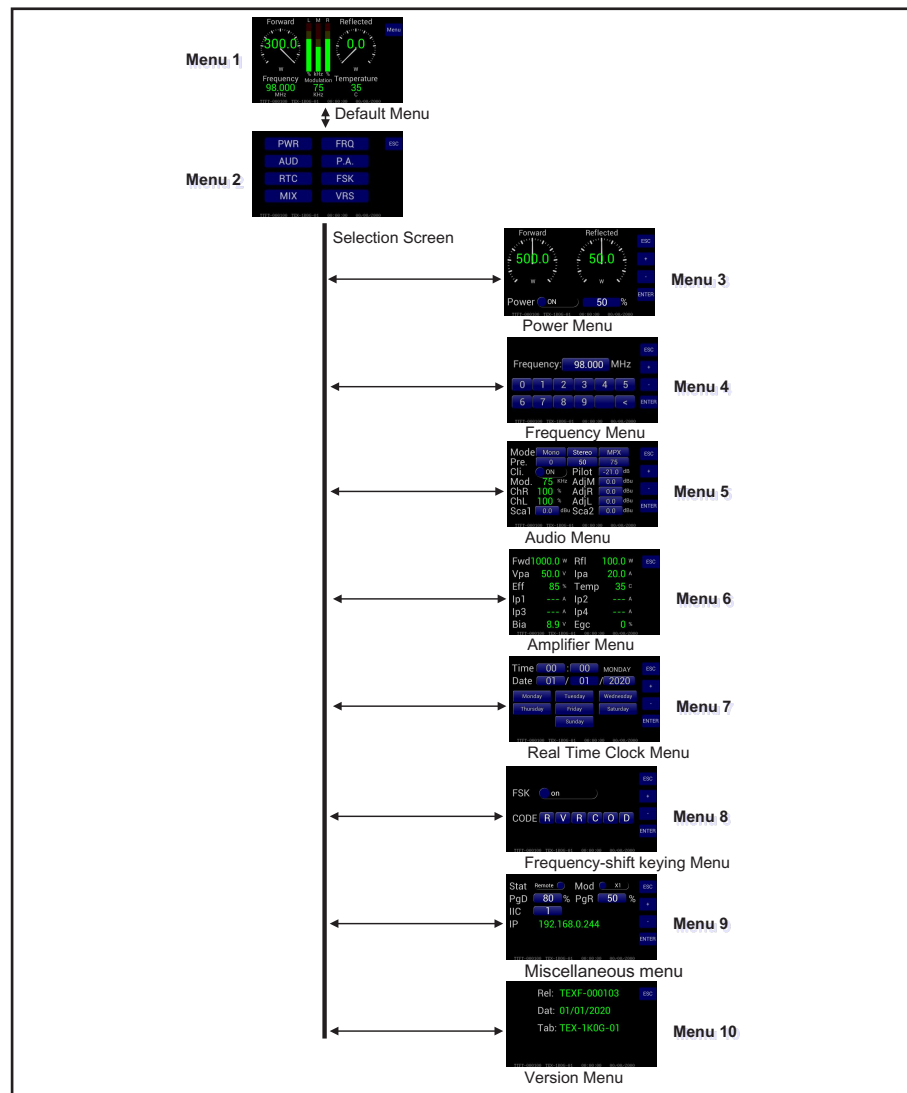 Forward L M R Reflected
Menu
Menu 1
300.0 0.0
W W
% kHz %
Frequency Modulation Temperature
98.000 75 35
MHz KHz C
Default Menu
PWR FRQ ESC
AUD P.A.
Menu 2
RTC FSK
MIX VRS
Selection Screen
Forward Reflected
ESC
500.0 50.0 +
Menu 3
W W -
ENTER
Power ON 50 %
Power Menu
ESC
Frequency: 98.000 MHz +
Menu 4
0 1 2 3 4 5 -
6 7 8 9 < ENTER
Frequency Menu
Mode Mono Stereo MPX ESC
Pre. 0 50 75
Cli. ON Pilot -21.0 dB +
Menu 5
Mod. 75 KHz AdjM 0.0 dBu
ChR 100 % AdjR 0.0 dBu -
ChL 100 % AdjL 0.0 dBu ENTER
Sca1 0.0 dBu Sca2 0.0 dBu
Audio Menu
Fwd 1000.0 W Rfl 100.0 W ESC
Vpa 50.0 V Ipa 20.0 A
Eff 85 % Temp 35 C
Menu 6
Ip1 --- A Ip2 --- A
Ip3 --- A Ip4 --- A
Bia 8.9 V Egc 0 %
Amplifier Menu
Time 00 : 00 MONDAY ESC
Date 01 / 01 / 2020 +
Monday Tuesday Wednesday
Menu 7
Thursday Friday Saturday -
Sunday ENTER
Real Time Clock Menu
ESC
FSK on +
Menu 8
CODE R V R C O D -
ENTER
Frequency-shift keying Menu
Stat Remote Mod X1 ESC
PgD 80 % PgR 50 % +
IIC 1
Menu 9
IP 192.168.0.244 -
ENTER
Miscellaneous menu
Rel: TEXF-000103 ESC
Dat: 01/01/2020
Tab: TEX-1K0G-01
Menu 10
Version Menu